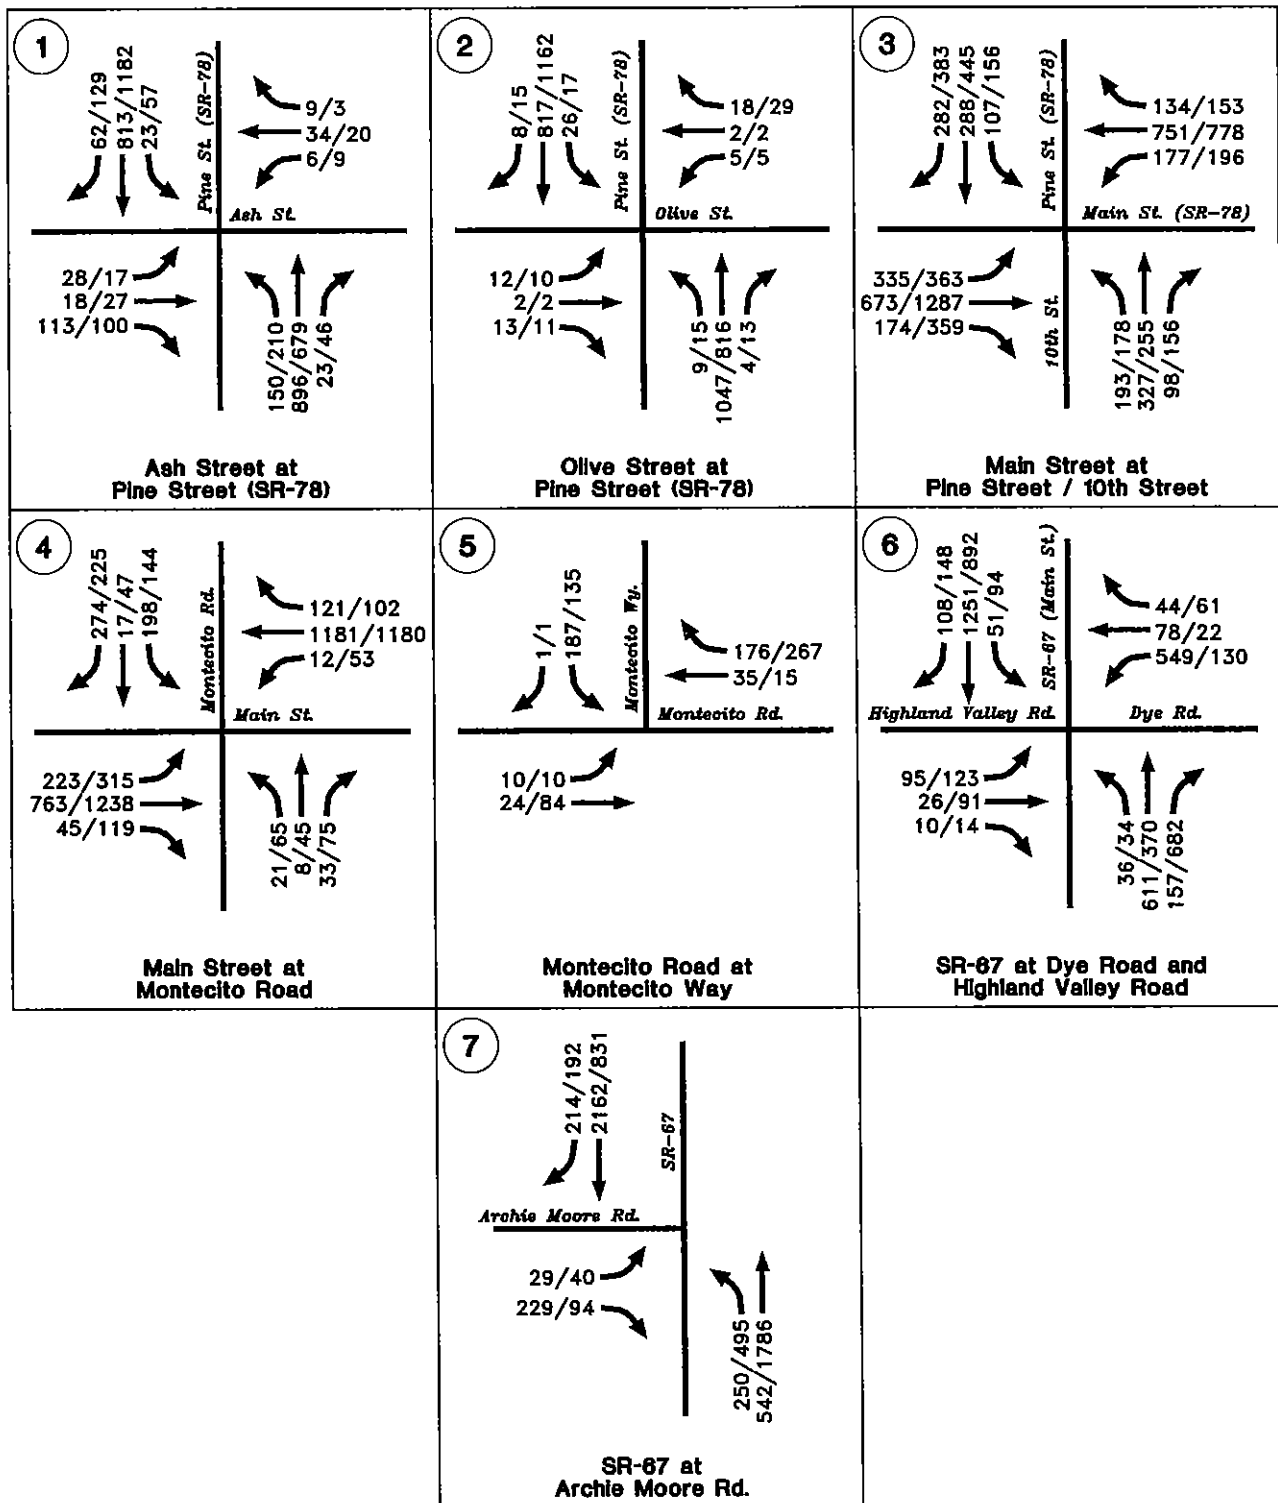 1
62/129
813/1182
23/57
Pine St. (SR-78)
9/3
34/20
6/9
Ash St.
28/17
18/27
113/100
150/210
896/679
23/46
Ash Street at
Pine Street (SR-78)
2
8/15
817/1162
26/17
Pine St. (SR-78)
18/29
2/2
5/5
Olive St.
12/10
2/2
13/11
9/15
1047/816
4/13
Olive Street at
Pine Street (SR-78)
3
282/383
288/445
107/156
Pine St. (SR-78)
134/153
751/778
177/196
Main St. (SR-78)
335/363
673/1287
174/359
10th St.
193/178
327/255
98/156
Main Street at
Pine Street / 10th Street
4
274/225
17/47
198/144
Montecito Rd.
121/102
1181/1180
12/53
Main St.
223/315
763/1238
45/119
21/65
8/45
33/75
Main Street at
Montecito Road
5
1/1
187/135
Montecito Wy.
176/267
35/15
Montecito Rd.
10/10
24/84
Montecito Road at
Montecito Way
6
108/148
1251/892
51/94
SR-67 (Main St.)
44/61
78/22
549/130
Highland Valley Rd.
Dye Rd.
95/123
26/91
10/14
36/34
611/370
157/682
SR-67 at Dye Road and
Highland Valley Road
7
214/192
2162/831
SR-67
Archie Moore Rd.
29/40
229/94
250/495
542/1786
SR-67 at
Archie Moore Rd.